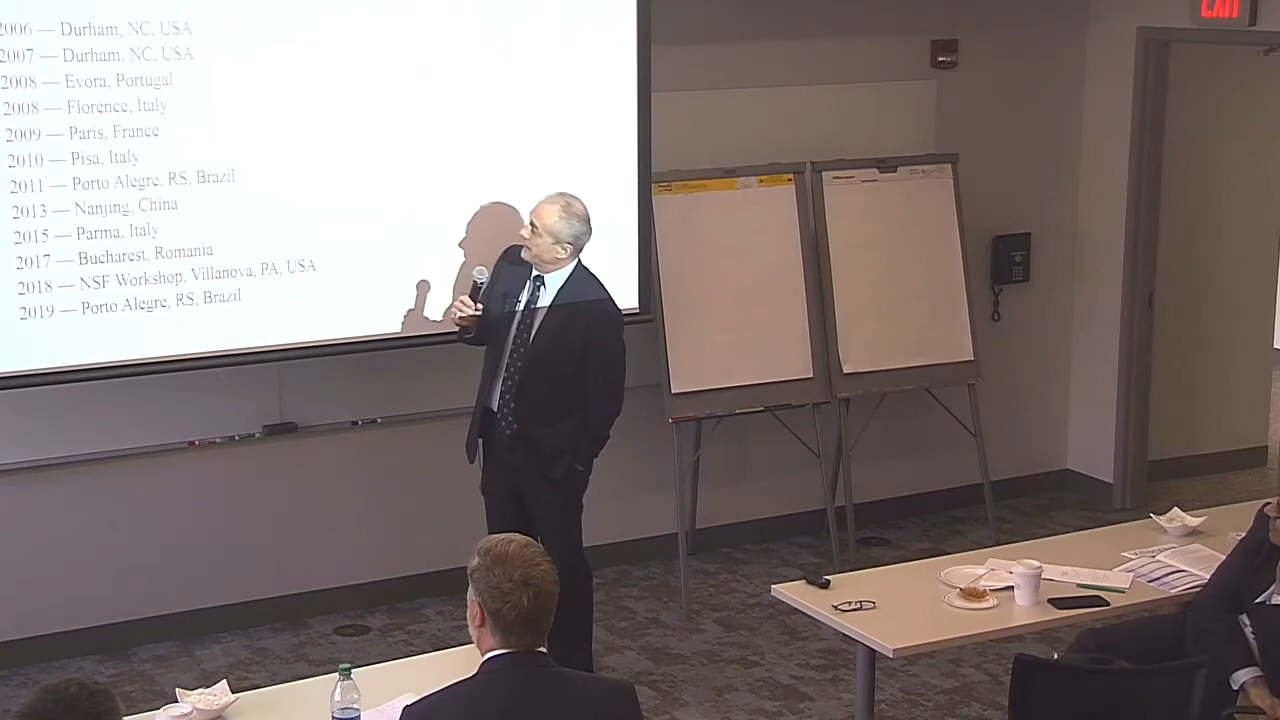 2006 — Durham, NC, USA
2007 — Durham, NC, USA
2008 — Evora, Portugal
2008 — Florence, Italy
2009 — Paris, France
2010 — Pisa, Italy
2011 — Porto Alegre, RS, Brazil
2013 — Nanjing, China
2015 — Parma, Italy
2017 — Bucharest, Romania
2018 — NSF Workshop, Villanova, PA, USA
2019 — Porto Alegre, RS, Brazil
EXIT